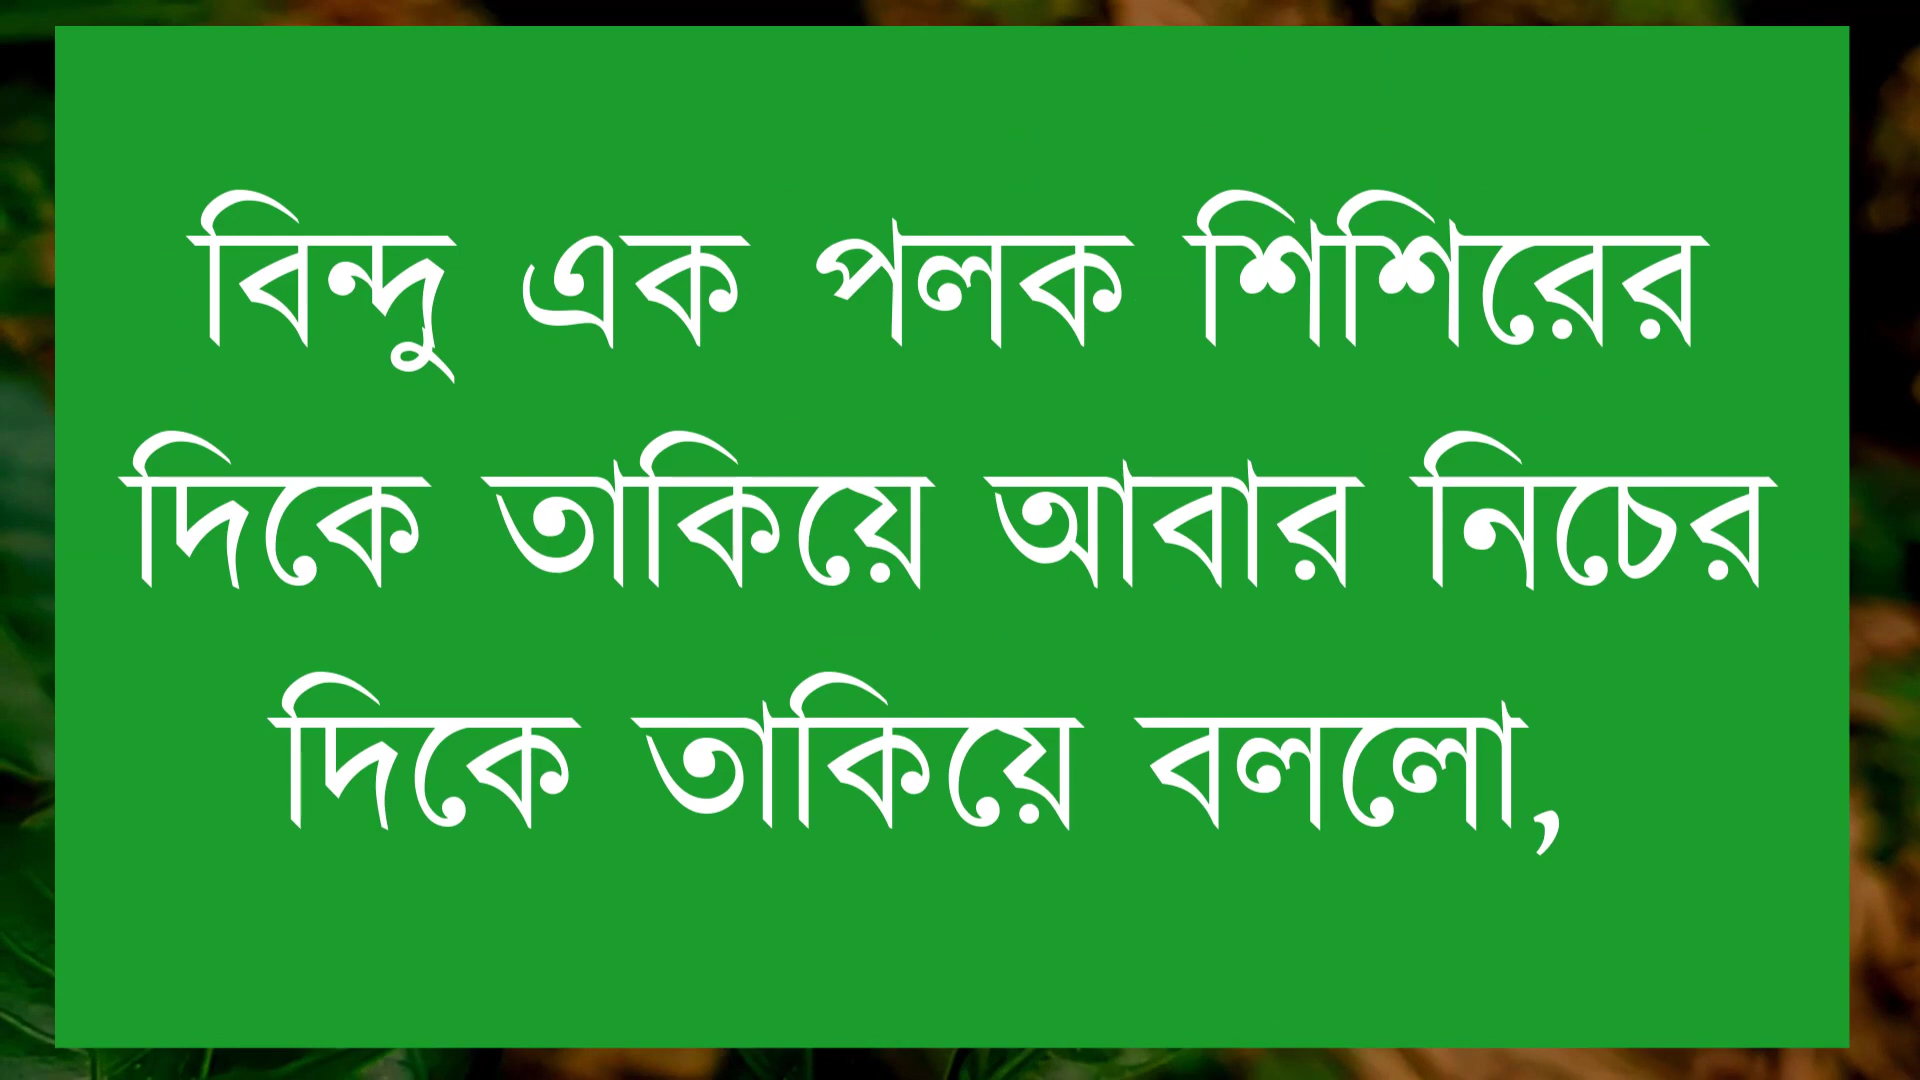 বিন্দু এক পলক শিশিরের
দিকে তাকিয়ে আবার নিচের
দিকে তাকিয়ে বললো,